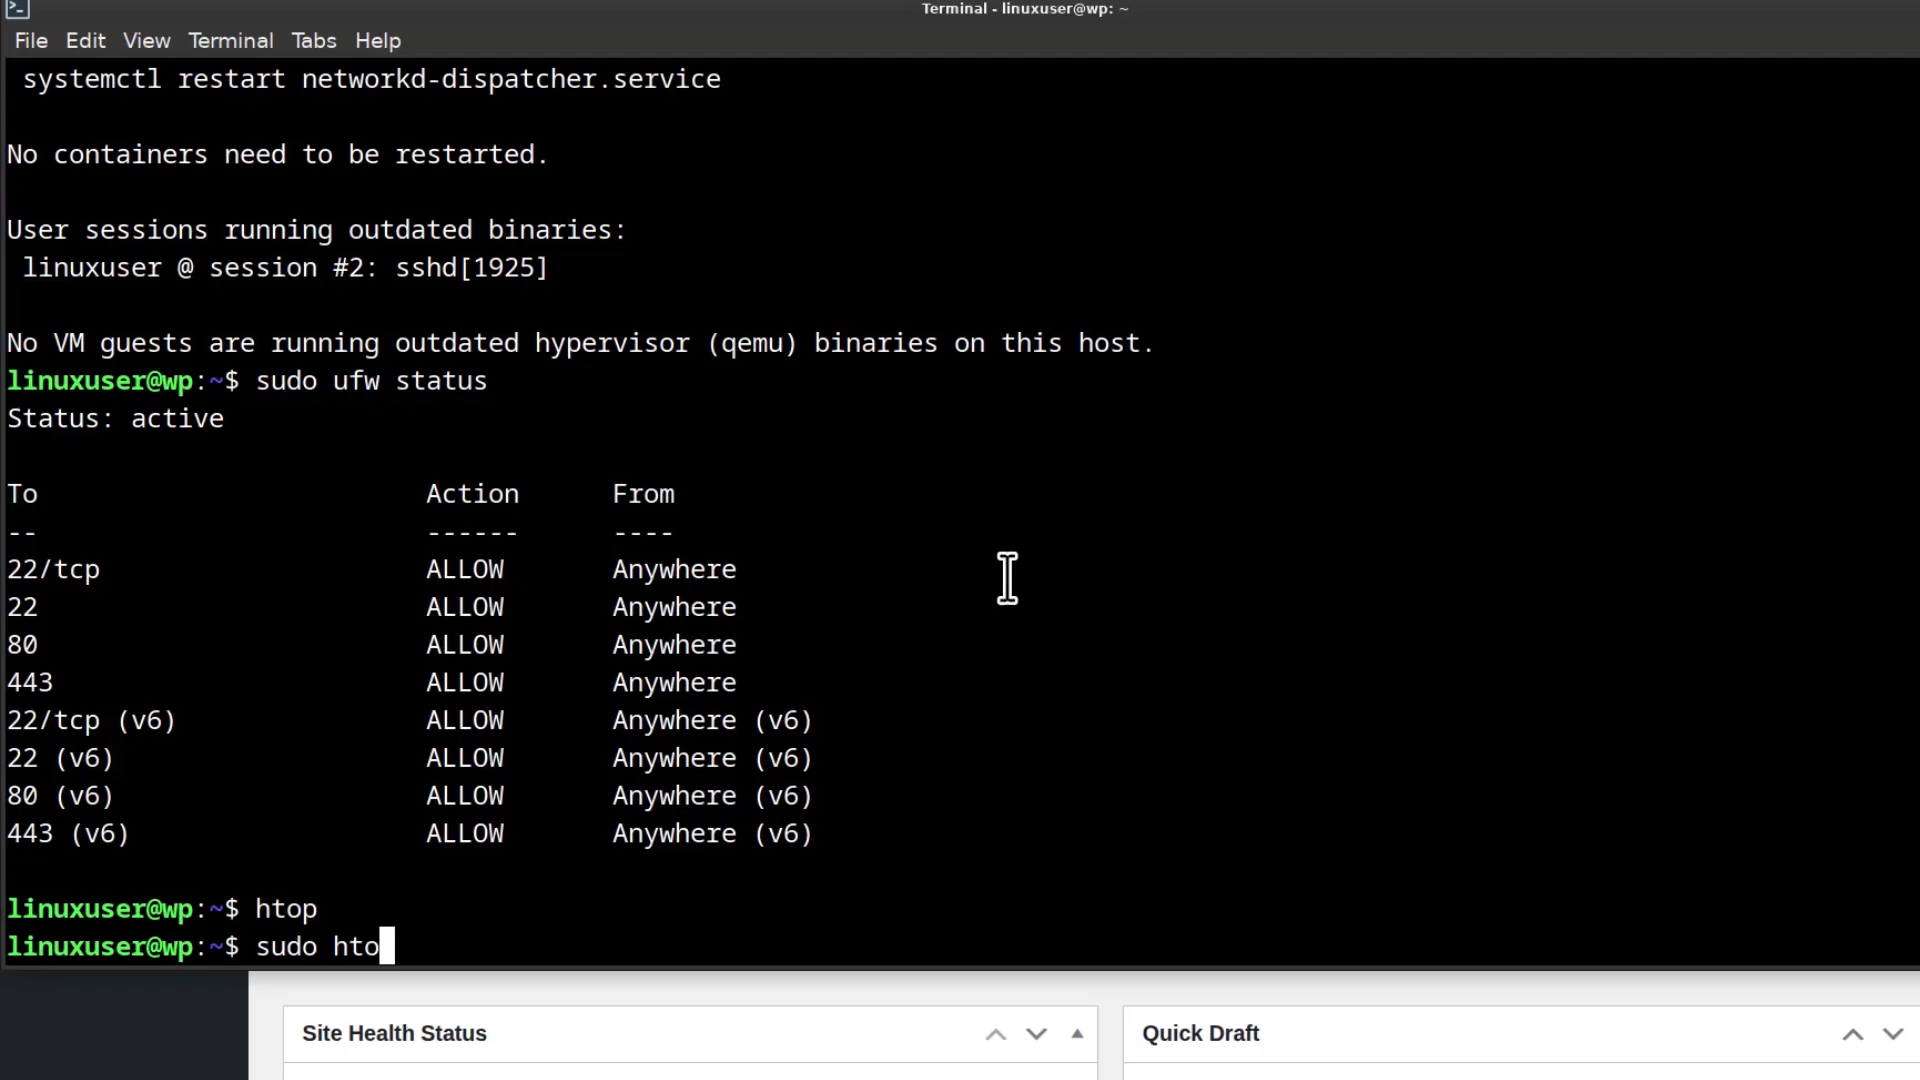 Terminal - linuxuser@wp: ~
File Edit View Terminal Tabs Help
systemctl restart networkd-dispatcher.service
No containers need to be restarted.
User sessions running outdated binaries:
linuxuser @ session #2: sshd[1925]
No VM guests are running outdated hypervisor (qemu) binaries on this host.
linuxuser@wp:~$ sudo ufw status
Status: active
To Action From
-- ------ ----
22/tcp ALLOW Anywhere
22 ALLOW Anywhere
80 ALLOW Anywhere
443 ALLOW Anywhere
22/tcp (v6) ALLOW Anywhere (v6)
22 (v6) ALLOW Anywhere (v6)
80 (v6) ALLOW Anywhere (v6)
443 (v6) ALLOW Anywhere (v6)
linuxuser@wp:~$ htop
linuxuser@wp:~$ sudo hto
Site Health Status Quick Draft